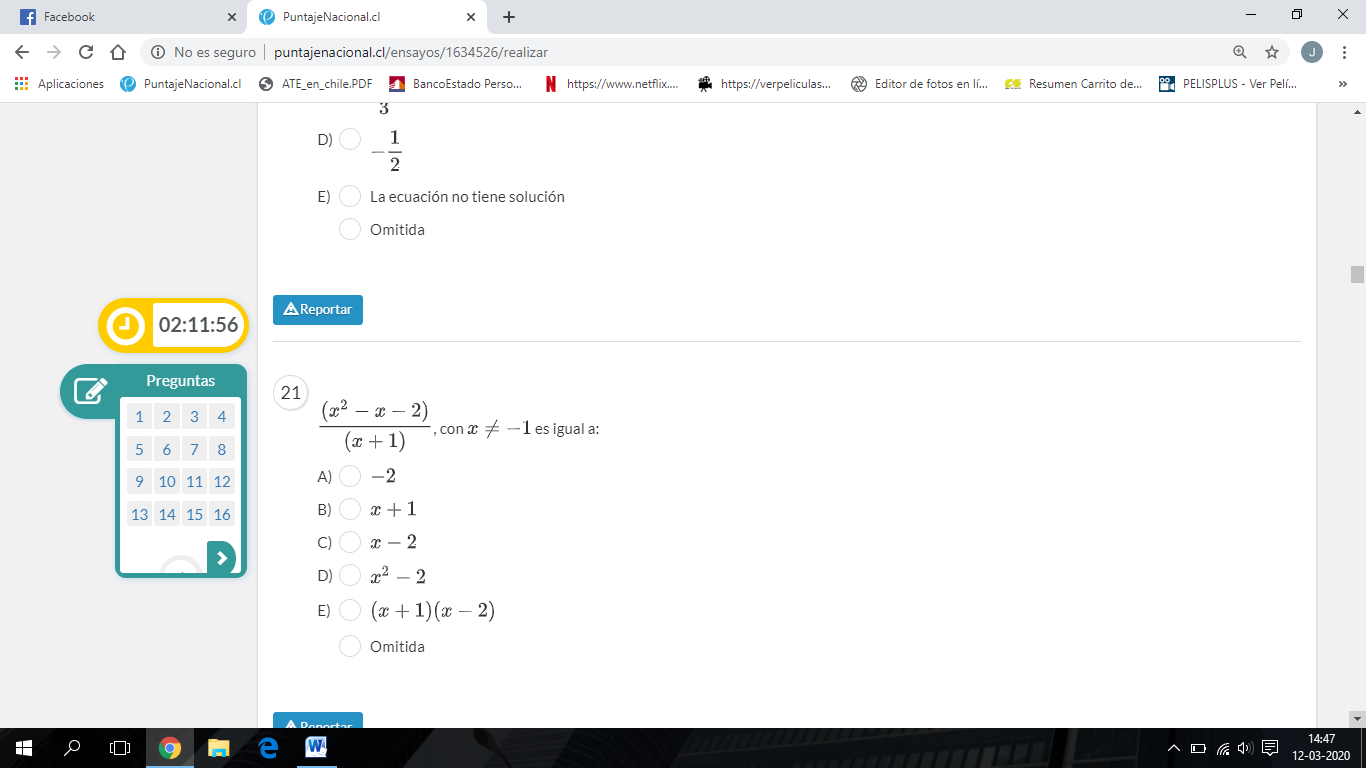 Facebook
PuntajeNacional.cl
No es seguro | puntajenacional.cl/ensayos/1634526/realizar
J
Aplicaciones PuntajeNacional.cl ATE_en_chile.PDF BancoEstado Perso... https://www.netflix.... https://verpeliculas... Editor de fotos en lí... Resumen Carrito de... PELISPLUS - Ver Pelí... »
3
D) -1/2
E) La ecuación no tiene solución
Omitida
Reportar
02:11:56
Preguntas
1 2 3 4
5 6 7 8
9 10 11 12
13 14 15 16
21
(x² − x − 2)/(x + 1), con x ≠ −1 es igual a:
A) −2
B) x + 1
C) x − 2
D) x² − 2
E) (x + 1)(x − 2)
Omitida
Reportar
14:47
12-03-2020